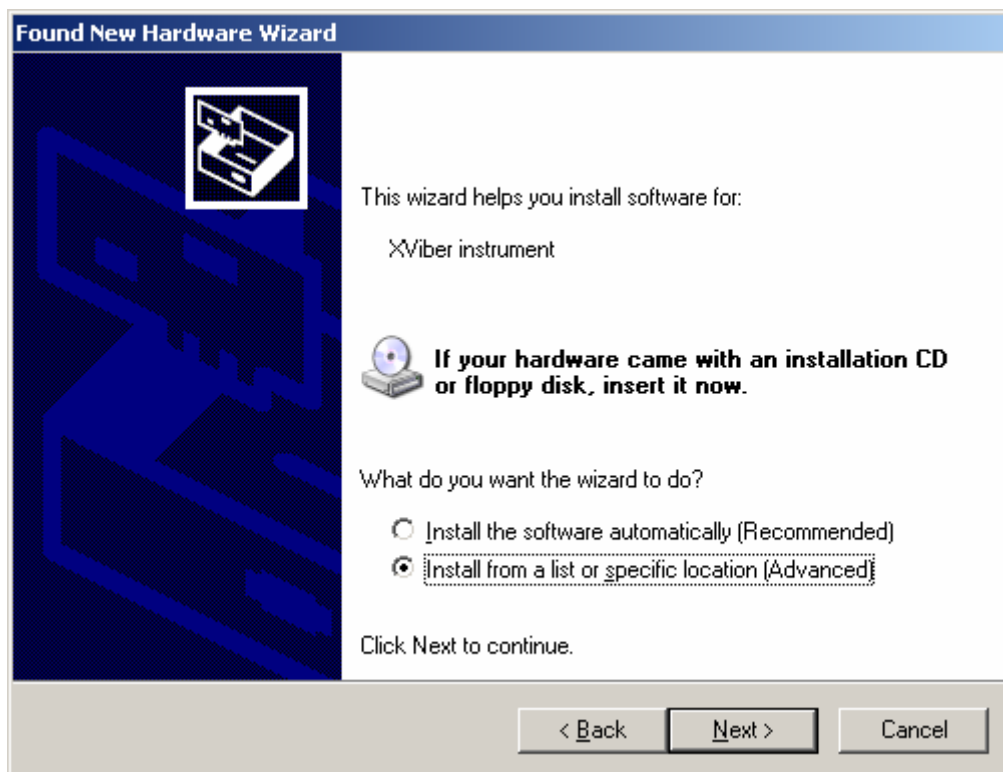 Found New Hardware Wizard
This wizard helps you install software for:
XViber instrument
If your hardware came with an installation CD
or floppy disk, insert it now.
What do you want the wizard to do?
Install the software automatically (Recommended)
Install from a list or specific location (Advanced)
Click Next to continue.
< Back
Next >
Cancel